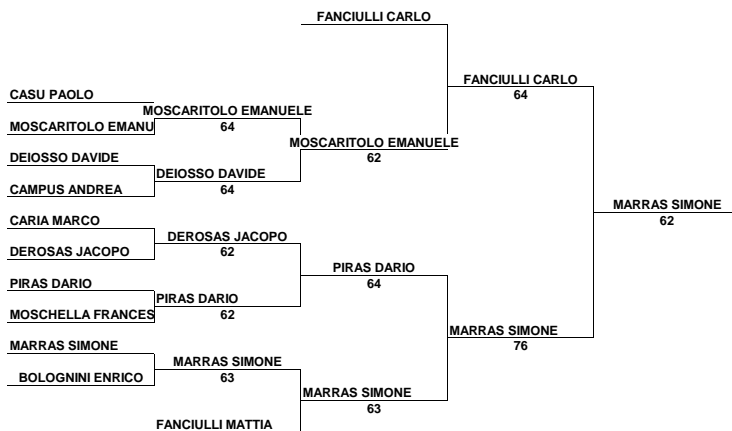 FANCIULLI CARLO
FANCIULLI CARLO
64
CASU PAOLO
MOSCARITOLO EMANUELE
64
MOSCARITOLO EMANU
MOSCARITOLO EMANUELE
62
DEIOSSO DAVIDE
DEIOSSO DAVIDE
64
CAMPUS ANDREA
MARRAS SIMONE
62
CARIA MARCO
DEROSAS JACOPO
62
DEROSAS JACOPO
PIRAS DARIO
64
PIRAS DARIO
PIRAS DARIO
62
MOSCHELLA FRANCES
MARRAS SIMONE
76
MARRAS SIMONE
MARRAS SIMONE
63
BOLOGNINI ENRICO
MARRAS SIMONE
63
FANCIULLI MATTIA